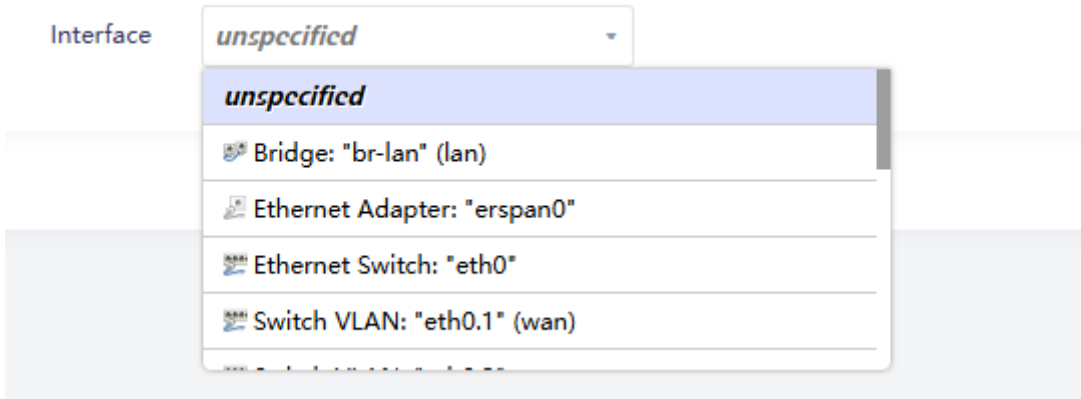 Interface
unspecified
unspecified
Bridge: "br-lan" (lan)
Ethernet Adapter: "erspan0"
Ethernet Switch: "eth0"
Switch VLAN: "eth0.1" (wan)